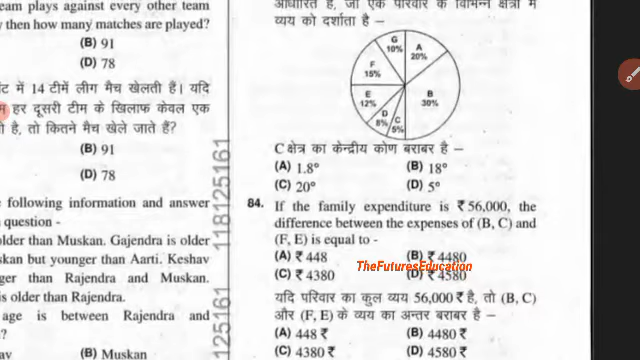 eam plays against every other team
then how many matches are played?
(B) 91
(D) 78
में 14 टीमें लीग मैच खेलती हैं। यदि
हर दूसरी टीम के खिलाफ केवल एक
है, तो कितने मैच खेले जाते हैं?
(B) 91
(D) 78
following information and answer
question -
older than Muskan. Gajendra is older
skan but younger than Aarti. Keshav
ger than Rajendra and Muskan.
is older than Rajendra.
age is between Rajendra and
?
(B) Muskan
118125161
125161
आधारित है, जो एक परिवार के विभिन्न क्षेत्रों में
व्यय को दर्शाता है –
G
10%
A
20%
F
15%
E
12%
B
30%
D
8%
C
5%
C क्षेत्र का केन्द्रीय कोण बराबर है –
(A) 1.8° (B) 18°
(C) 20° (D) 5°
84. If the family expenditure is ₹ 56,000, the
difference between the expenses of (B, C) and
(F, E) is equal to -
(A) ₹ 448 (B) ₹ 4480
(C) ₹ 4380 (D) ₹ 4580
TheFuturesEducation
यदि परिवार का कुल व्यय 56,000 ₹ है, तो (B, C)
और (F, E) के व्यय का अन्तर बराबर है –
(A) 448 ₹ (B) 4480 ₹
(C) 4380 ₹ (D) 4580 ₹